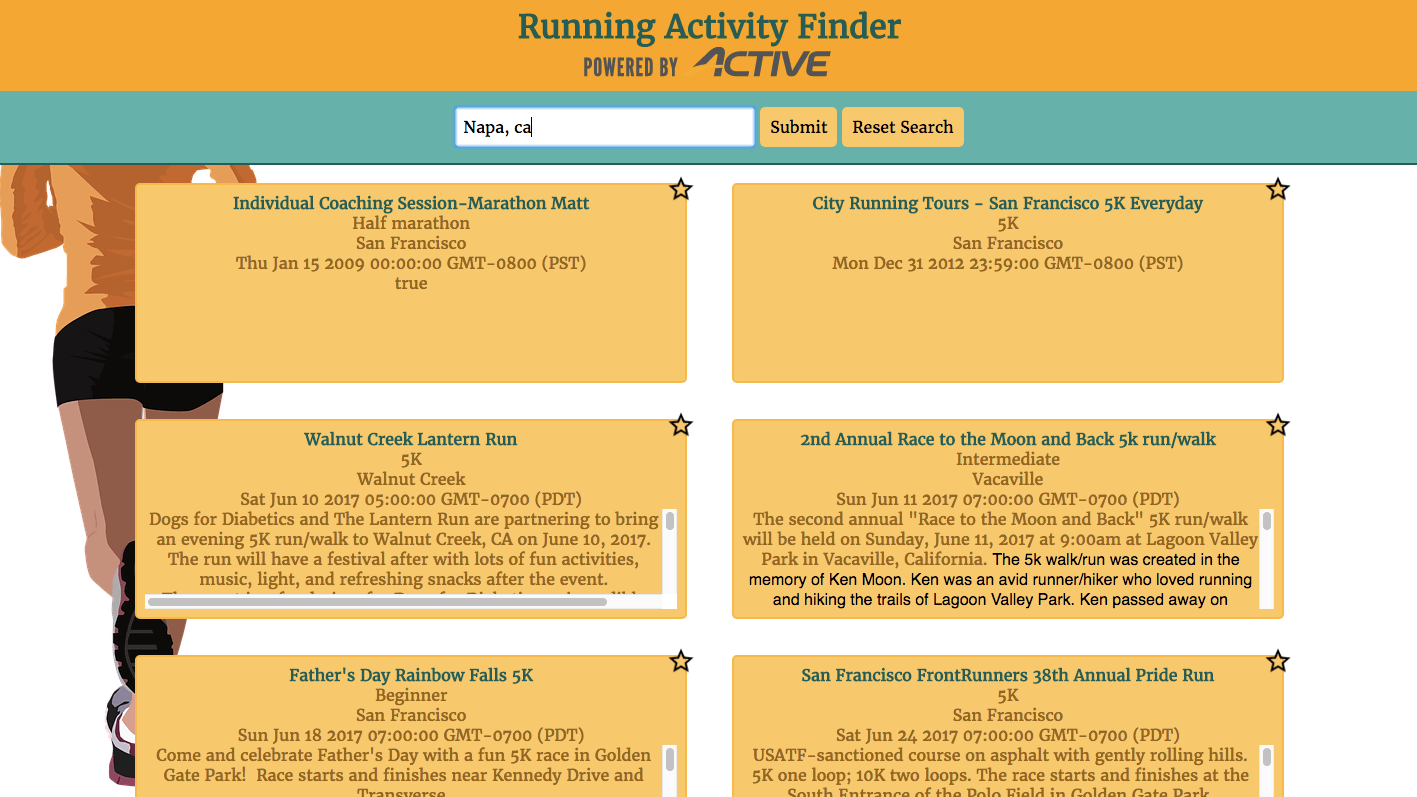 Running Activity Finder
POWERED BY ACTIVE
Napa, ca
Submit
Reset Search
Individual Coaching Session-Marathon Matt
Half marathon
San Francisco
Thu Jan 15 2009 00:00:00 GMT-0800 (PST)
true
City Running Tours - San Francisco 5K Everyday
5K
San Francisco
Mon Dec 31 2012 23:59:00 GMT-0800 (PST)
Walnut Creek Lantern Run
5K
Walnut Creek
Sat Jun 10 2017 05:00:00 GMT-0700 (PDT)
Dogs for Diabetics and The Lantern Run are partnering to bring
an evening 5K run/walk to Walnut Creek, CA on June 10, 2017.
The run will have a festival after with lots of fun activities,
music, light, and refreshing snacks after the event.
2nd Annual Race to the Moon and Back 5k run/walk
Intermediate
Vacaville
Sun Jun 11 2017 07:00:00 GMT-0700 (PDT)
The second annual "Race to the Moon and Back" 5K run/walk
will be held on Sunday, June 11, 2017 at 9:00am at Lagoon Valley
Park in Vacaville, California. The 5k walk/run was created in the
memory of Ken Moon. Ken was an avid runner/hiker who loved running
and hiking the trails of Lagoon Valley Park. Ken passed away on
Father's Day Rainbow Falls 5K
Beginner
San Francisco
Sun Jun 18 2017 07:00:00 GMT-0700 (PDT)
Come and celebrate Father's Day with a fun 5K race in Golden
Gate Park! Race starts and finishes near Kennedy Drive and
Transverse
San Francisco FrontRunners 38th Annual Pride Run
5K
San Francisco
Sat Jun 24 2017 07:00:00 GMT-0700 (PDT)
USATF-sanctioned course on asphalt with gently rolling hills.
5K one loop; 10K two loops. The race starts and finishes at the
South Entrance of the Polo Field in Golden Gate Park